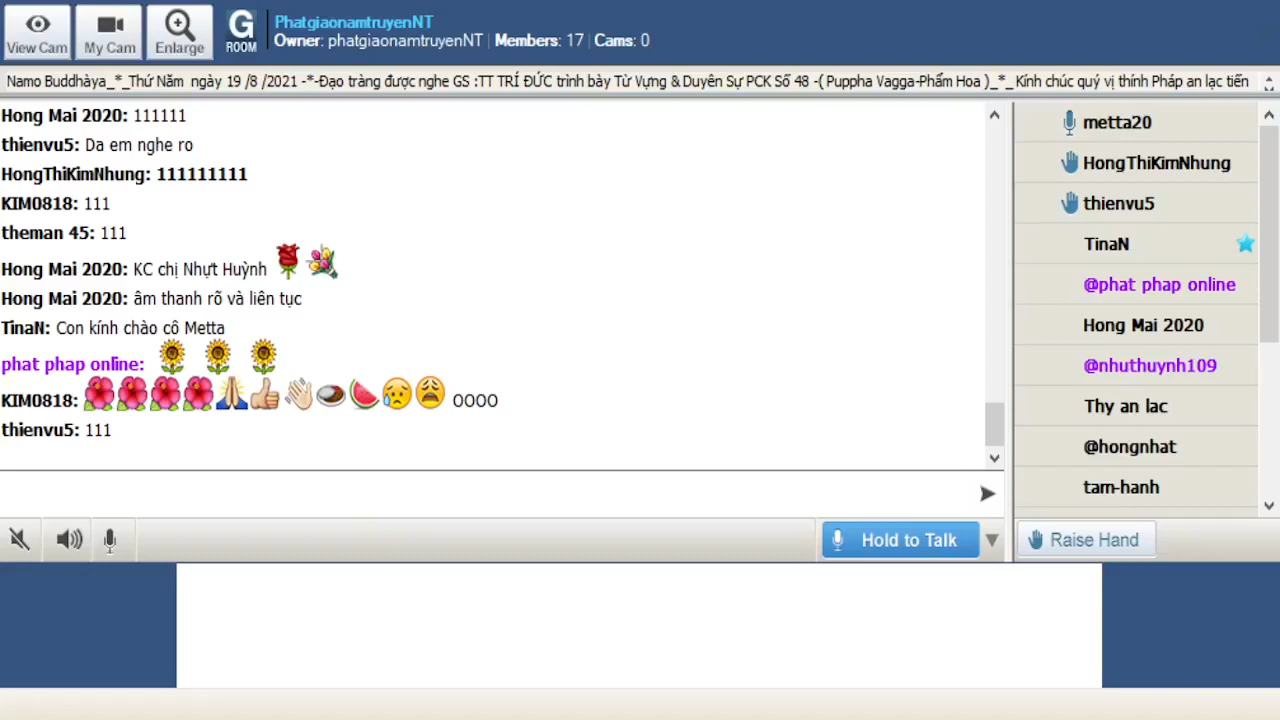 View Cam
My Cam
Enlarge
G
ROOM
PhatgiaonamtruyenNT
Owner: phatgiaonamtruyenNT | Members: 17 | Cams: 0
Namo Buddhàya_*_Thứ Năm ngày 19 /8 /2021 -*-Đạo tràng được nghe GS :TT TRÍ ĐỨC trình bày Từ Vựng & Duyên Sự PCK Số 48 -( Puppha Vagga-Phẩm Hoa )_*_ Kính chúc quý vị thính Pháp an lạc tiến
Hong Mai 2020: 111111
thienvu5: Da em nghe ro
HongThiKimNhung: 111111111
KIM0818: 111
theman 45: 111
Hong Mai 2020: KC chị Nhựt Huỳnh
Hong Mai 2020: âm thanh rõ và liên tục
TinaN: Con kính chào cô Metta
phat phap online:
KIM0818: oooo
thienvu5: 111
metta20
HongThiKimNhung
thienvu5
TinaN
@phat phap online
Hong Mai 2020
@nhuthuynh109
Thy an lac
@hongnhat
tam-hanh
Hold to Talk
Raise Hand